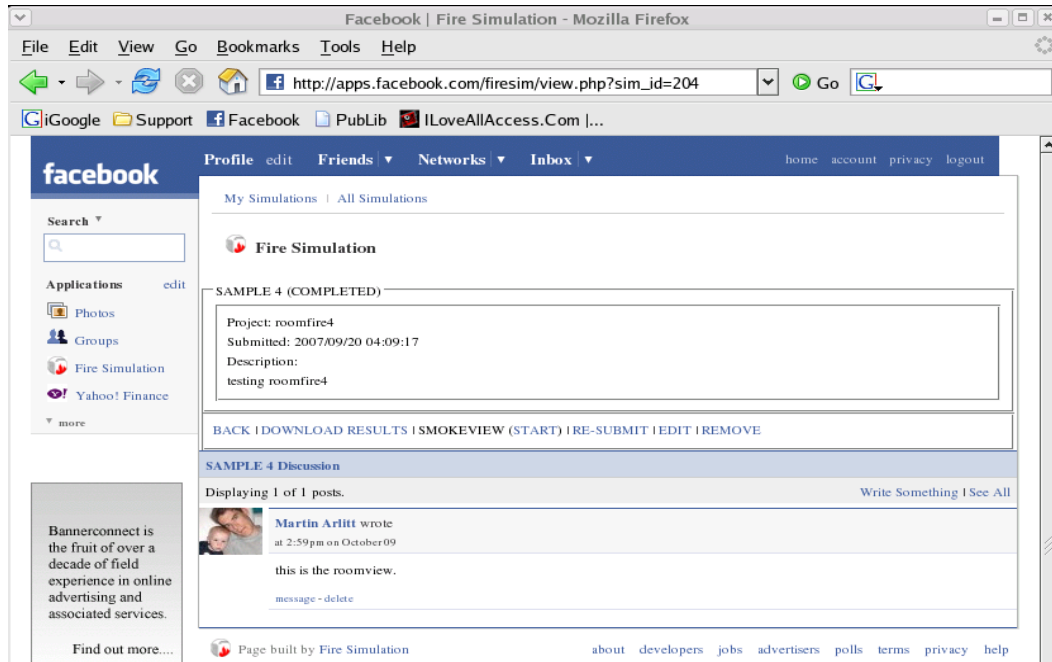 Facebook | Fire Simulation - Mozilla Firefox
File Edit View Go Bookmarks Tools Help
http://apps.facebook.com/firesim/view.php?sim_id=204 Go G
G iGoogle Support Facebook PubLib ILoveAllAccess.Com |...
facebook
Profile edit Friends Networks Inbox home account privacy logout
My Simulations | All Simulations
Search
Fire Simulation
Applications edit
Photos
Groups
Fire Simulation
Yahoo! Finance
more
SAMPLE 4 (COMPLETED)
Project: roomfire4
Submitted: 2007/09/20 04:09:17
Description:
testing roomfire4
BACK | DOWNLOAD RESULTS | SMOKEVIEW (START) | RE-SUBMIT | EDIT | REMOVE
SAMPLE 4 Discussion
Displaying 1 of 1 posts. Write Something | See All
Martin Arlitt wrote
at 2:59pm on October 09
this is the roomview.
message - delete
Bannerconnect is
the fruit of over a
decade of field
experience in online
advertising and
associated services.
Find out more....
Page built by Fire Simulation about developers jobs advertisers polls terms privacy help